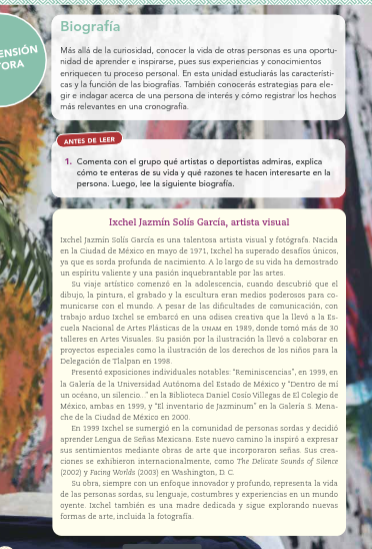 ENSIÓN
TORA
Biografía
Más allá de la curiosidad, conocer la vida de otras personas es una oportu-
nidad de aprender e inspirarse, pues sus experiencias y conocimientos
enriquecen tu proceso personal. En esta unidad estudiarás las característi-
cas y la función de las biografías. También conocerás estrategias para ele-
gir e indagar acerca de una persona de interés y cómo registrar los hechos
más relevantes en una cronografía.
ANTES DE LEER
1. Comenta con el grupo qué artistas o deportistas admiras, explica
cómo te enteras de su vida y qué razones te hacen interesarte en la
persona. Luego, lee la siguiente biografía.
Ixchel Jazmín Solís García, artista visual
Ixchel Jazmín Solís García es una talentosa artista visual y fotógrafa. Nacida
en la Ciudad de México en mayo de 1971, Ixchel ha superado desafíos únicos,
ya que es sorda profunda de nacimiento. A lo largo de su vida ha demostrado
un espíritu valiente y una pasión inquebrantable por las artes.
Su viaje artístico comenzó en la adolescencia, cuando descubrió que el
dibujo, la pintura, el grabado y la escultura eran medios poderosos para co-
municarse con el mundo. A pesar de las dificultades de comunicación, con
trabajo arduo Ixchel se embarcó en una odisea creativa que la llevó a la Es-
cuela Nacional de Artes Plásticas de la UNAM en 1989, donde tomó más de 30
talleres en Artes Visuales. Su pasión por la ilustración la llevó a colaborar en
proyectos especiales como la ilustración de los derechos de los niños para la
Delegación de Tlalpan en 1998.
Presentó exposiciones individuales notables: "Reminiscencias", en 1999, en
la Galería de la Universidad Autónoma del Estado de México y "Dentro de mí
un océano, un silencio..." en la Biblioteca Daniel Cosío Villegas de El Colegio de
México, ambas en 1999, y "El inventario de Jazminum" en la Galería S. Mena-
che de la Ciudad de México en 2000.
En 1999 Ixchel se sumergió en la comunidad de personas sordas y decidió
aprender Lengua de Señas Mexicana. Este nuevo camino la inspiró a expresar
sus sentimientos mediante obras de arte que incorporaron señas. Sus crea-
ciones se exhibieron internacionalmente, como The Delicate Sounds of Silence
(2002) y Facing Worlds (2003) en Washington, D. C.
Su obra, siempre con un enfoque innovador y profundo, representa la vida
de las personas sordas, su lenguaje, costumbres y experiencias en un mundo
oyente. Ixchel también es una madre dedicada y sigue explorando nuevas
formas de arte, incluida la fotografía.